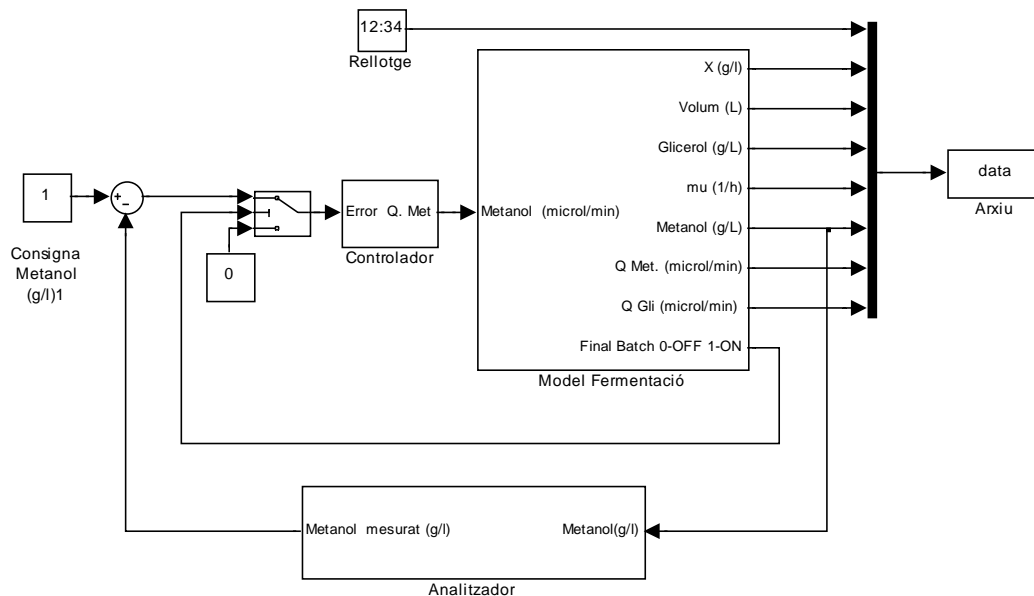 12:34
Rellotge
X (g/l)
Volum (L)
Glicerol (g/L)
mu (1/h)
Metanol (g/L)
Q Met. (microl/min)
Q Gli (microl/min)
Final Batch 0-OFF 1-ON
Metanol (microl/min)
Model Fermentació
data
Arxiu
1
Consigna
Metanol
(g/l)1
+
−
0
Error Q. Met
Controlador
Metanol mesurat (g/l)
Metanol(g/l)
Analitzador